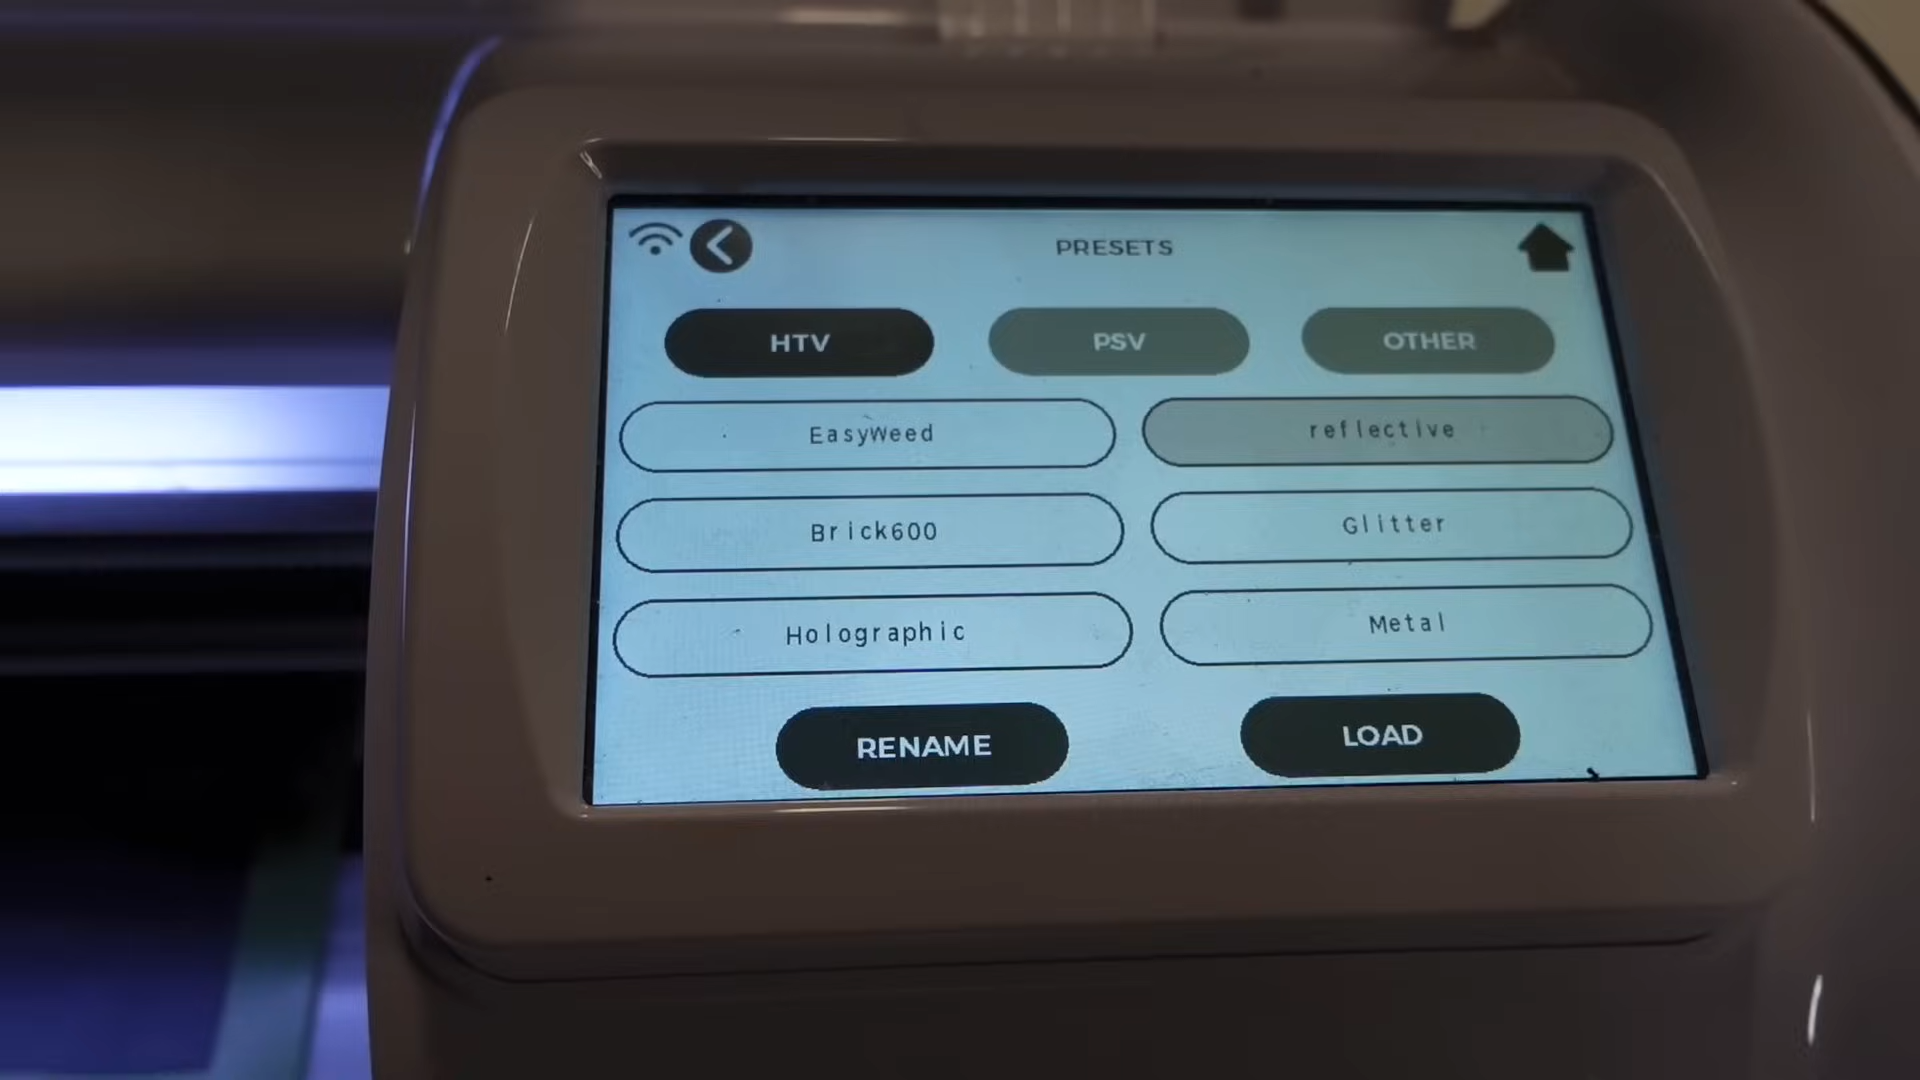 PRESETS
HTV PSV OTHER
EasyWeed reflective
Brick600 Glitter
Holographic Metal
RENAME LOAD